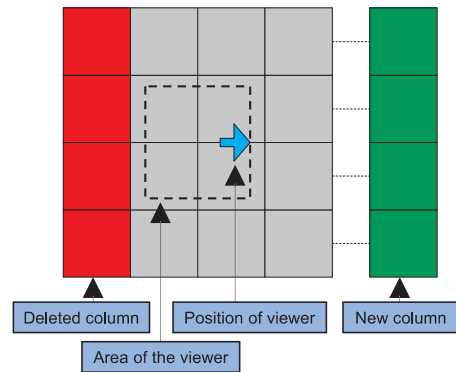 Deleted column
Position of viewer
New column
Area of the viewer